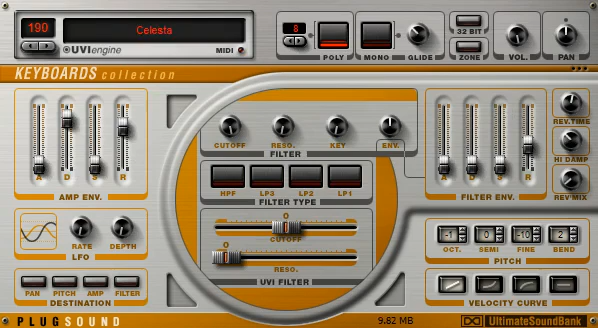 190
Celesta
UVI engine
MIDI
8
POLY
MONO
GLIDE
32 BIT
ZONE
VOL.
PAN
KEYBOARDS collection
A D S R
AMP ENV.
CUTOFF RESO. KEY ENV.
FILTER
HPF LP3 LP2 LP1
FILTER TYPE
0
CUTOFF
0
RESO.
UVI FILTER
A D S R
FILTER ENV.
REV.TIME
HI DAMP
REV'MIX
RATE DEPTH
LFO
PAN PITCH AMP FILTER
DESTINATION
-1 0 -10 2
OCT. SEMI FINE BEND
PITCH
VELOCITY CURVE
PLUGSOUND
9.82 MB
UltimateSoundBank